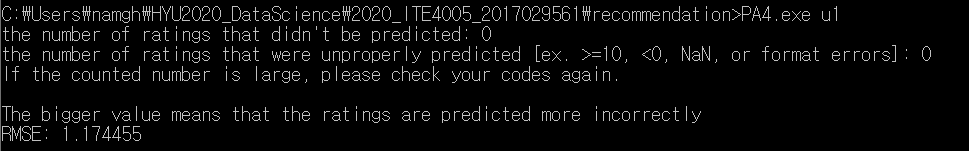 C:₩Users₩namgh₩HYU2020_DataScience₩2020_ITE4005_2017029561₩recommendation>PA4.exe u1
the number of ratings that didn't be predicted: 0
the number of ratings that were unproperly predicted [ex. >=10, <0, NaN, or format errors]: 0
If the counted number is large, please check your codes again.
The bigger value means that the ratings are predicted more incorrectly
RMSE: 1.174455